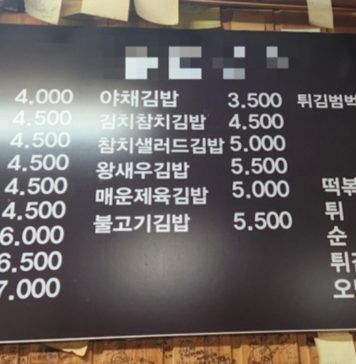 4.000 야채김밥 3.500 튀김범벅
4.500 김치참치김밥 4.500
4.500 참치샐러드김밥 5.000
4.500 왕새우김밥 5.500
4.500 매운제육김밥 5.000 떡볶
4.500 불고기김밥 5.500 튀
6.000 순
6.500 튀김
7.000 오